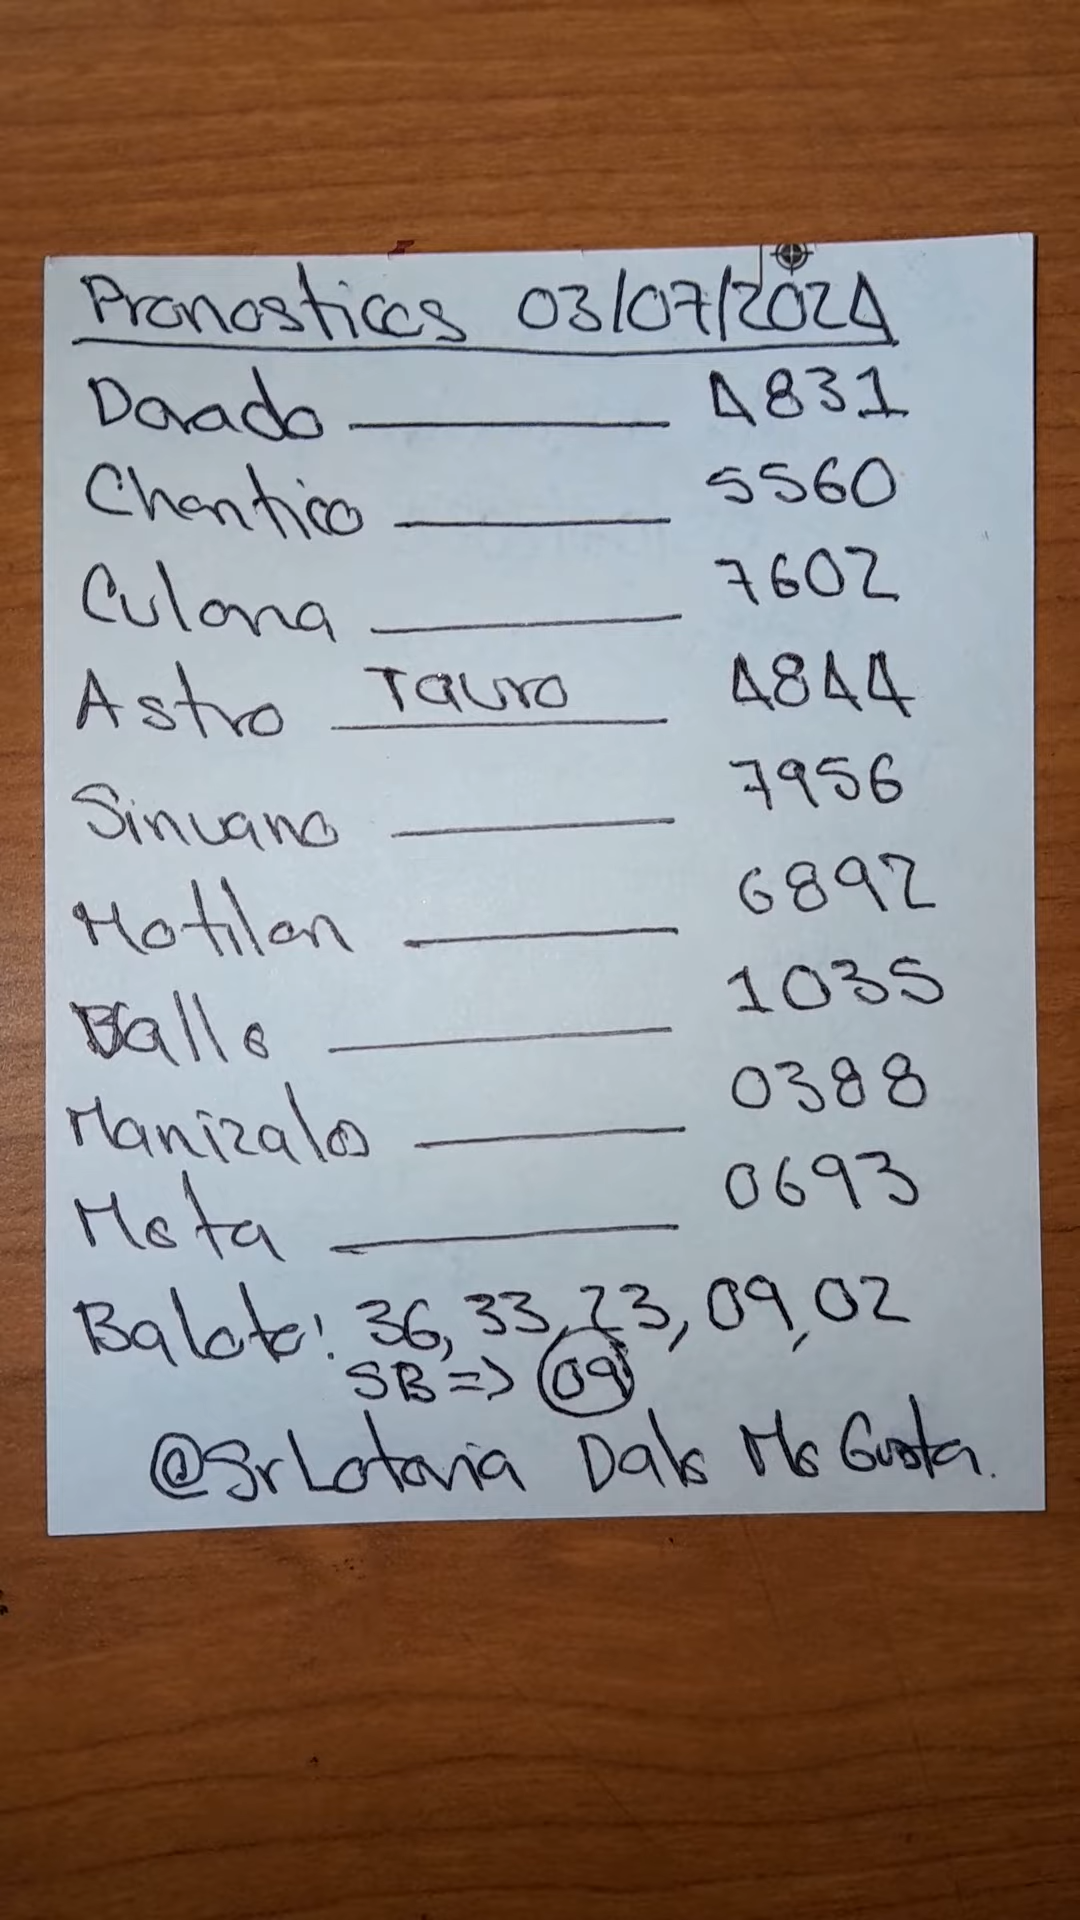 Pronosticos 03/07/2024
Dorado 4831
Chontico 5560
Culona 7602
Astro Tauro 4844
Sinuano 7956
Motilon 6892
Valle 1035
Manizales 0388
Meta 0693
Baloto: 36, 33, 23, 09, 02
SB => 09
@SrLoteria Dale Me Gusta.